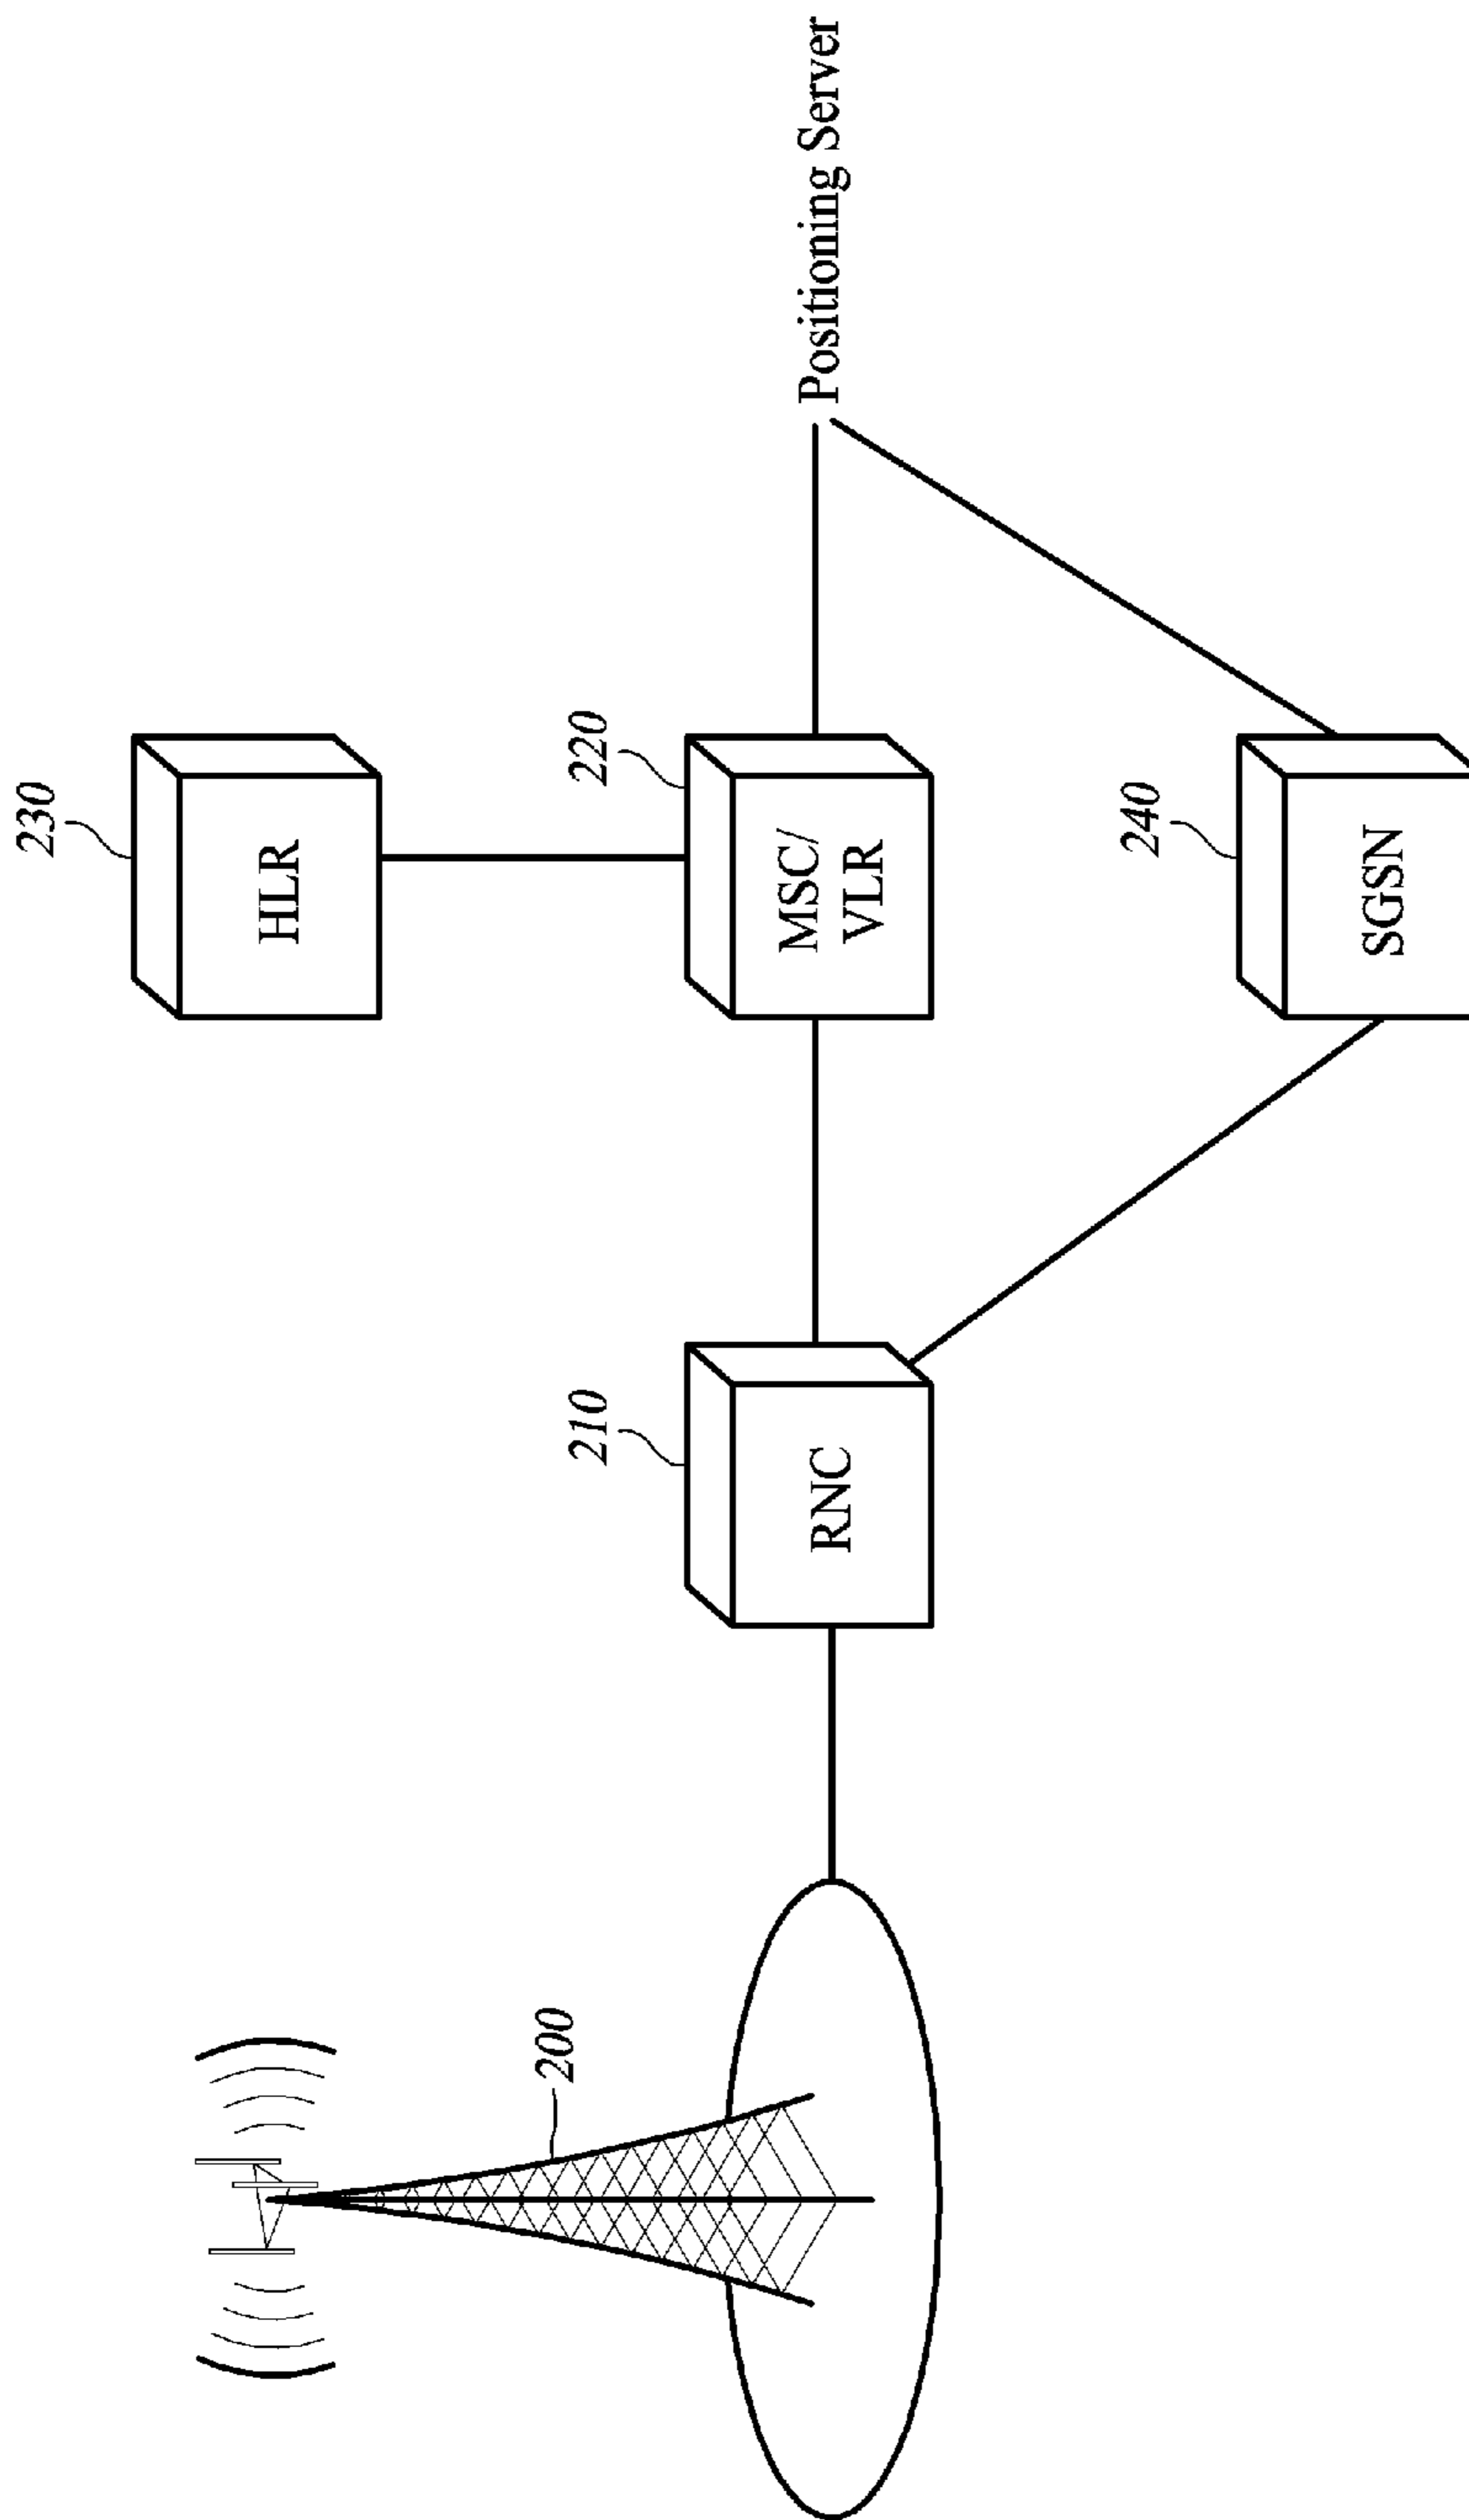 230
HLR
220
MSC/
VLR
Positioning Server
210
RNC
240
SGSN
200